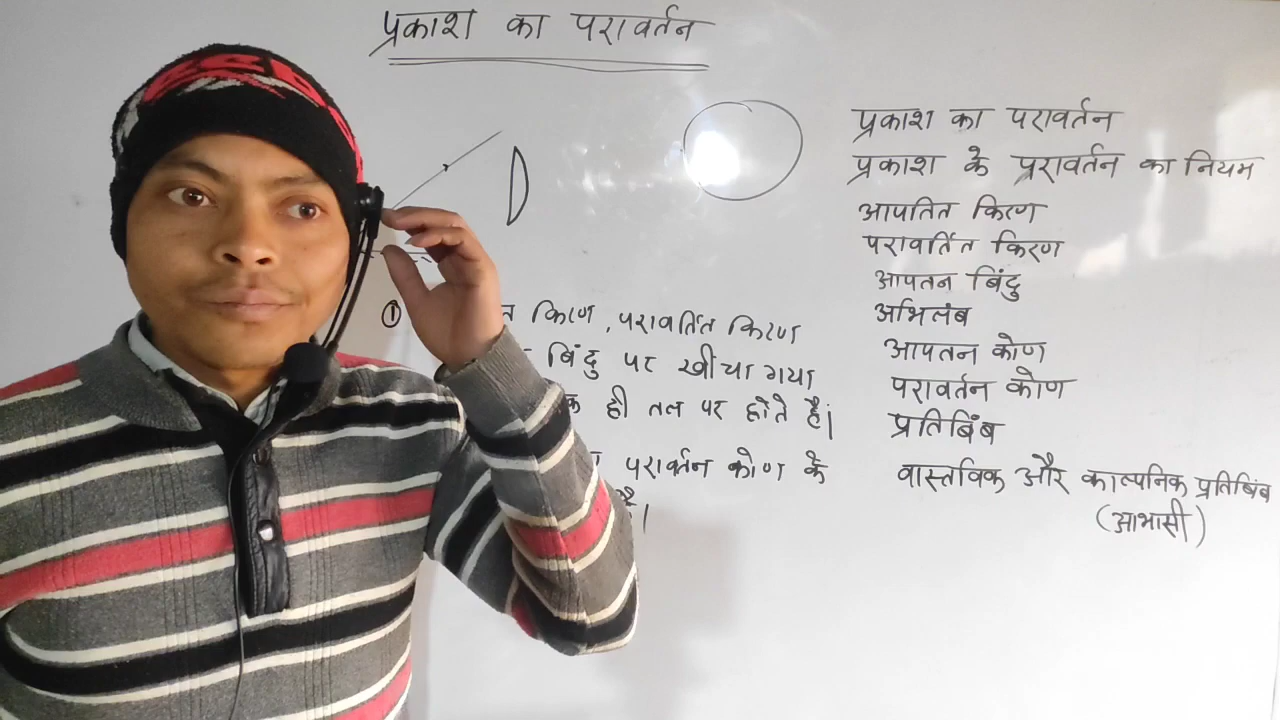 प्रकाश का परावर्तन
① किरण, परावर्तित किरण
बिंदु पर खींचा गया
ही तल पर होते है।
परावर्तन कोण के
है।
प्रकाश का परावर्तन
प्रकाश के परावर्तन का नियम
आपतित किरण
परावर्तित किरण
आपतन बिंदु
अभिलंब
आपतन कोण
परावर्तन कोण
प्रतिबिंब
वास्तविक और काल्पनिक प्रतिबिंब
(आभासी)